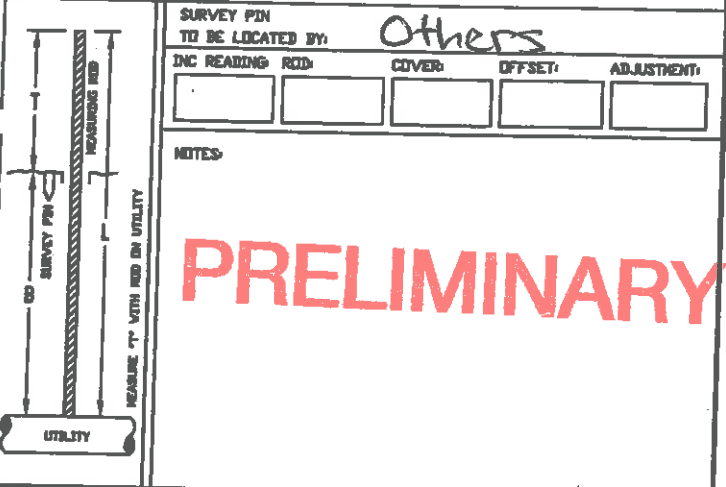 SURVEY PIN
TO BE LOCATED BY: Others
INC READING: ROD: COVER: OFFSET: ADJUSTMENT:
NOTES:
PRELIMINARY
T
MEASURING ROD
SURVEY PIN
MEASURE "T" WITH ROD ON UTILITY
UTILITY